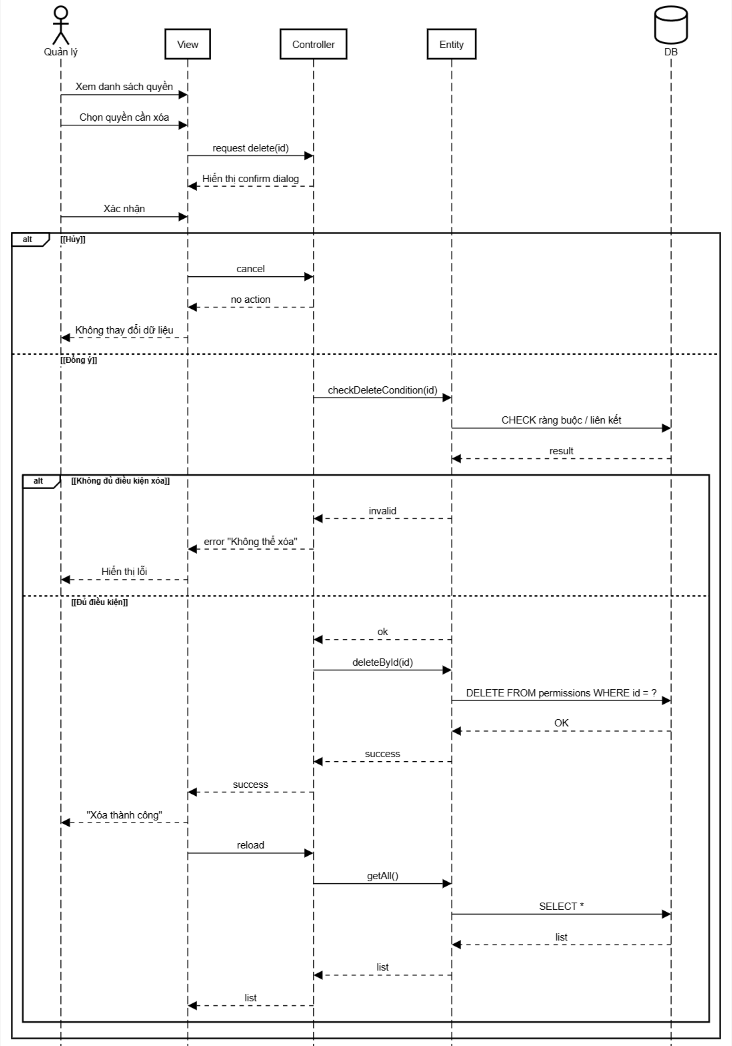 Quản lý
View
Controller
Entity
DB
Xem danh sách quyền
Chọn quyền cần xóa
request delete(id)
Hiển thị confirm dialog
Xác nhận
alt [[Hủy]]
cancel
no action
Không thay đổi dữ liệu
[[Đồng ý]]
checkDeleteCondition(id)
CHECK ràng buộc / liên kết
result
alt [[Không đủ điều kiện xóa]]
invalid
error "Không thể xóa"
Hiển thị lỗi
[[Đủ điều kiện]]
ok
deleteById(id)
DELETE FROM permissions WHERE id = ?
OK
success
success
"Xóa thành công"
reload
getAll()
SELECT *
list
list
list